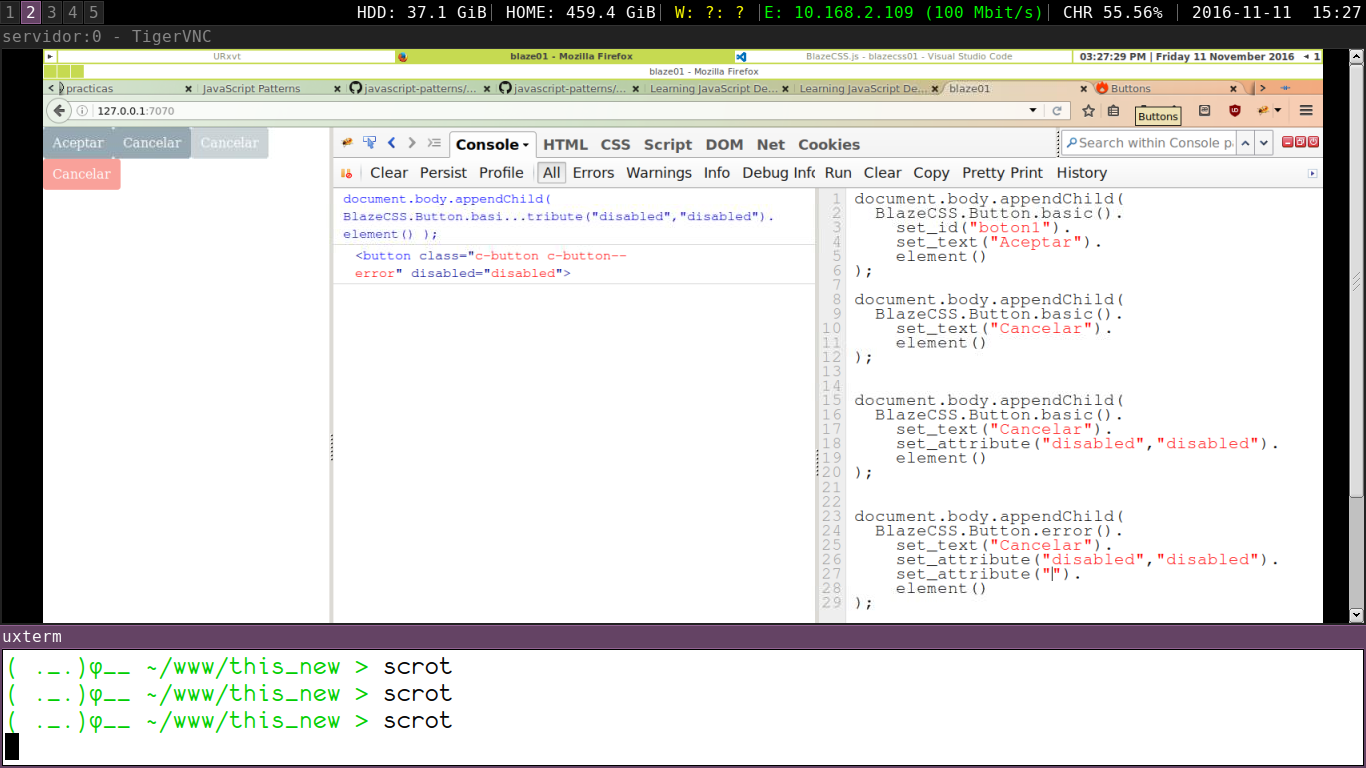 1 2 3 4 5 HDD: 37.1 GiB| HOME: 459.4 GiB| W: ?: ? |E: 10.168.2.109 (100 Mbit/s)| CHR 55.56% | 2016-11-11 15:27
servidor:0 - TigerVNC
URxvt blaze01 - Mozilla Firefox BlazeCSS.js - blazecss01 - Visual Studio Code 03:27:29 PM | Friday 11 November 2016 1
blaze01 - Mozilla Firefox
practicas JavaScript Patterns javascript-patterns/... javascript-patterns/... Learning JavaScript De... Learning JavaScript De... blaze01 Buttons
127.0.0.1:7070
Buttons
Aceptar Cancelar Cancelar
Cancelar
Console HTML CSS Script DOM Net Cookies Search within Console p
Clear Persist Profile All Errors Warnings Info Debug Info Run Clear Copy Pretty Print History
document.body.appendChild(
BlazeCSS.Button.basi...tribute("disabled","disabled").
element() );
<button class="c-button c-button--
error" disabled="disabled">
1 document.body.appendChild(
2 BlazeCSS.Button.basic().
3 set_id("boton1").
4 set_text("Aceptar").
5 element()
6 );
7
8 document.body.appendChild(
9 BlazeCSS.Button.basic().
10 set_text("Cancelar").
11 element()
12 );
13
14
15 document.body.appendChild(
16 BlazeCSS.Button.basic().
17 set_text("Cancelar").
18 set_attribute("disabled","disabled").
19 element()
20 );
21
22
23 document.body.appendChild(
24 BlazeCSS.Button.error().
25 set_text("Cancelar").
26 set_attribute("disabled","disabled").
27 set_attribute("").
28 element()
29 );
uxterm
( ._.)φ__ ~/www/this_new > scrot
( ._.)φ__ ~/www/this_new > scrot
( ._.)φ__ ~/www/this_new > scrot